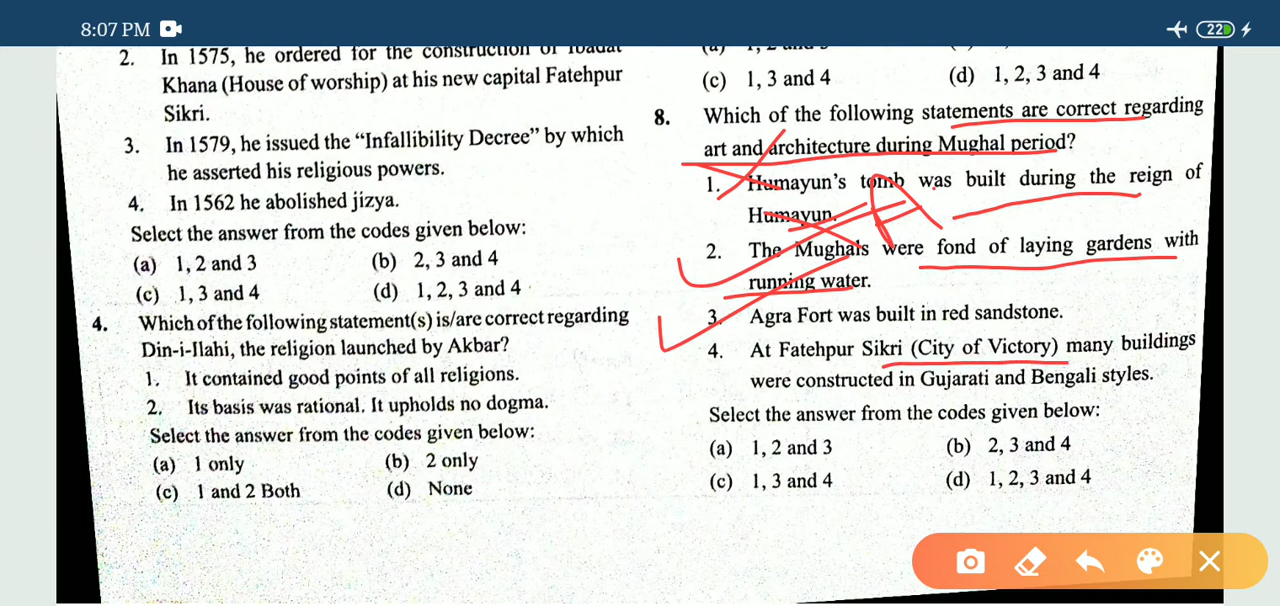 8:07 PM
22
2. In 1575, he ordered for the construction of Ibadat
Khana (House of worship) at his new capital Fatehpur
Sikri.
3. In 1579, he issued the “Infallibility Decree” by which
he asserted his religious powers.
4. In 1562 he abolished jizya.
Select the answer from the codes given below:
(a) 1, 2 and 3 (b) 2, 3 and 4
(c) 1, 3 and 4 (d) 1, 2, 3 and 4
4. Which of the following statement(s) is/are correct regarding
Din-i-Ilahi, the religion launched by Akbar?
1. It contained good points of all religions.
2. Its basis was rational. It upholds no dogma.
Select the answer from the codes given below:
(a) 1 only (b) 2 only
(c) 1 and 2 Both (d) None
(c) 1, 3 and 4 (d) 1, 2, 3 and 4
8. Which of the following statements are correct regarding
art and architecture during Mughal period?
1. Humayun’s tomb was built during the reign of
Humayun.
2. The Mughals were fond of laying gardens with
running water.
3. Agra Fort was built in red sandstone.
4. At Fatehpur Sikri (City of Victory) many buildings
were constructed in Gujarati and Bengali styles.
Select the answer from the codes given below:
(a) 1, 2 and 3 (b) 2, 3 and 4
(c) 1, 3 and 4 (d) 1, 2, 3 and 4